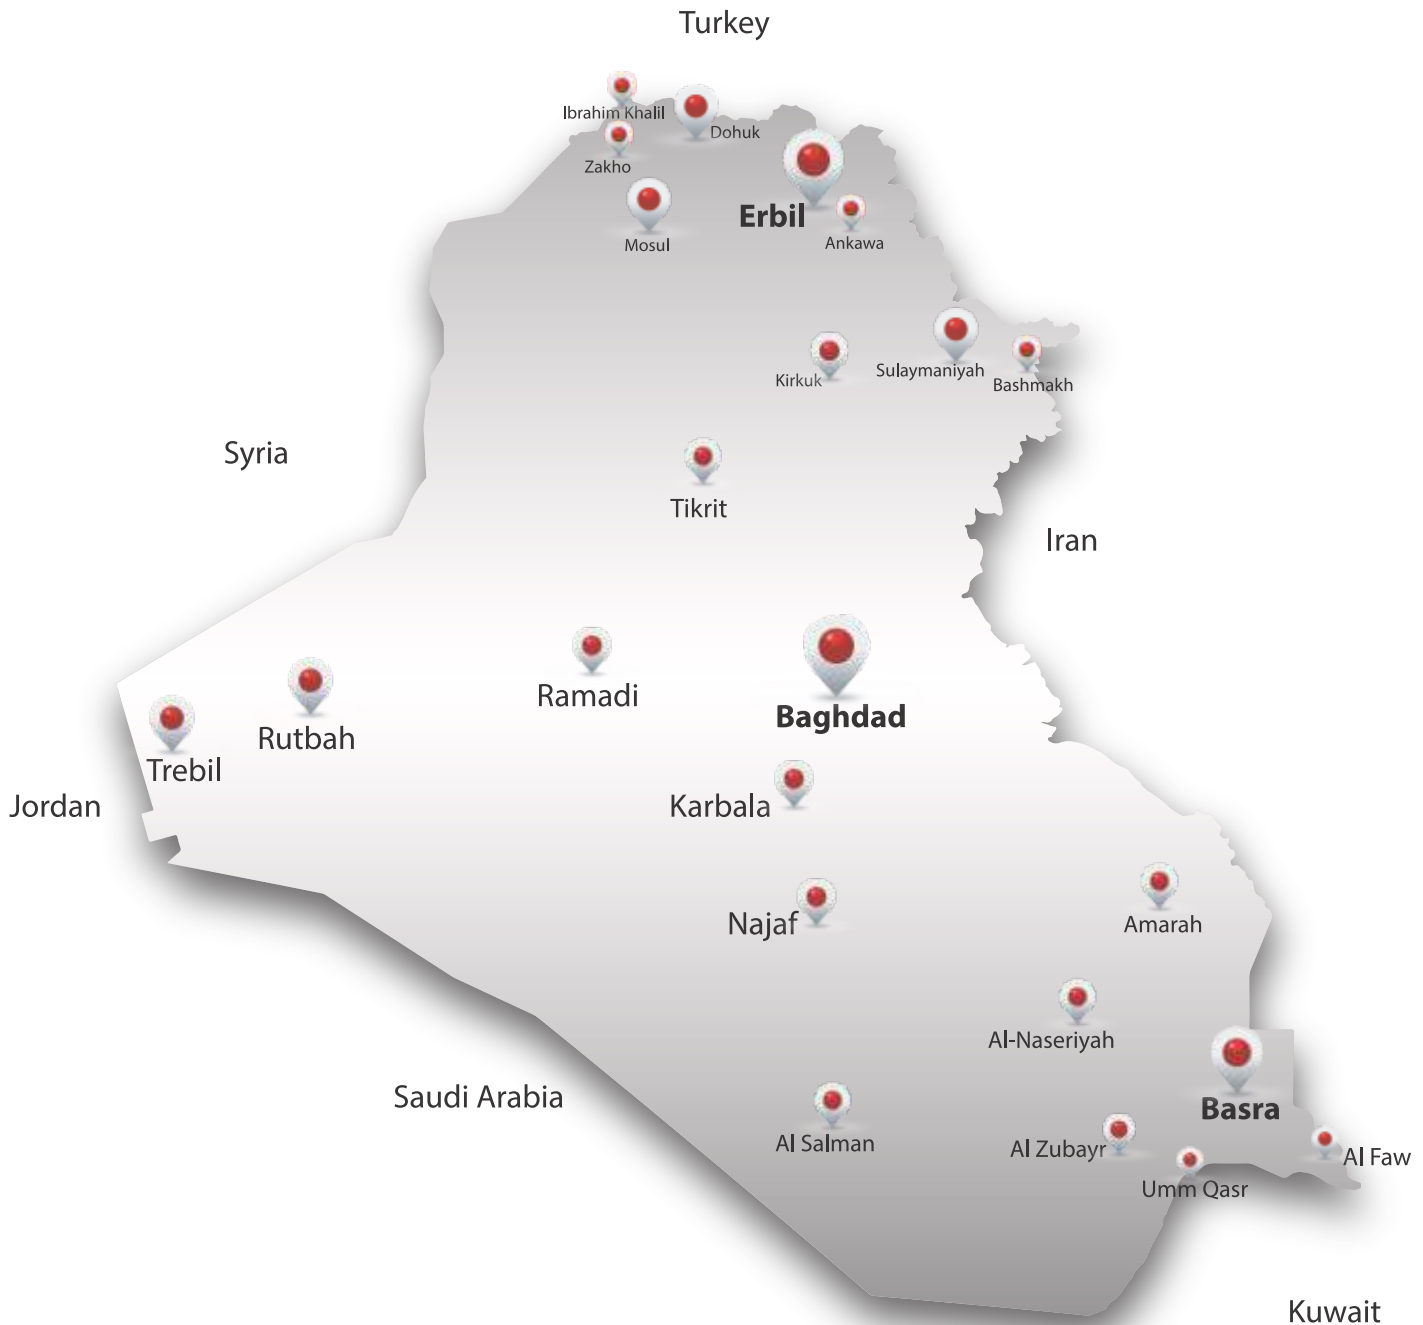 Turkey
Ibrahim Khalil
Dohuk
Zakho
Erbil
Mosul
Ankawa
Kirkuk
Sulaymaniyah
Bashmakh
Syria
Tikrit
Iran
Ramadi
Baghdad
Rutbah
Trebil
Jordan
Karbala
Najaf
Amarah
Al-Naseriyah
Saudi Arabia
Basra
Al Salman
Al Zubayr
Al Faw
Umm Qasr
Kuwait